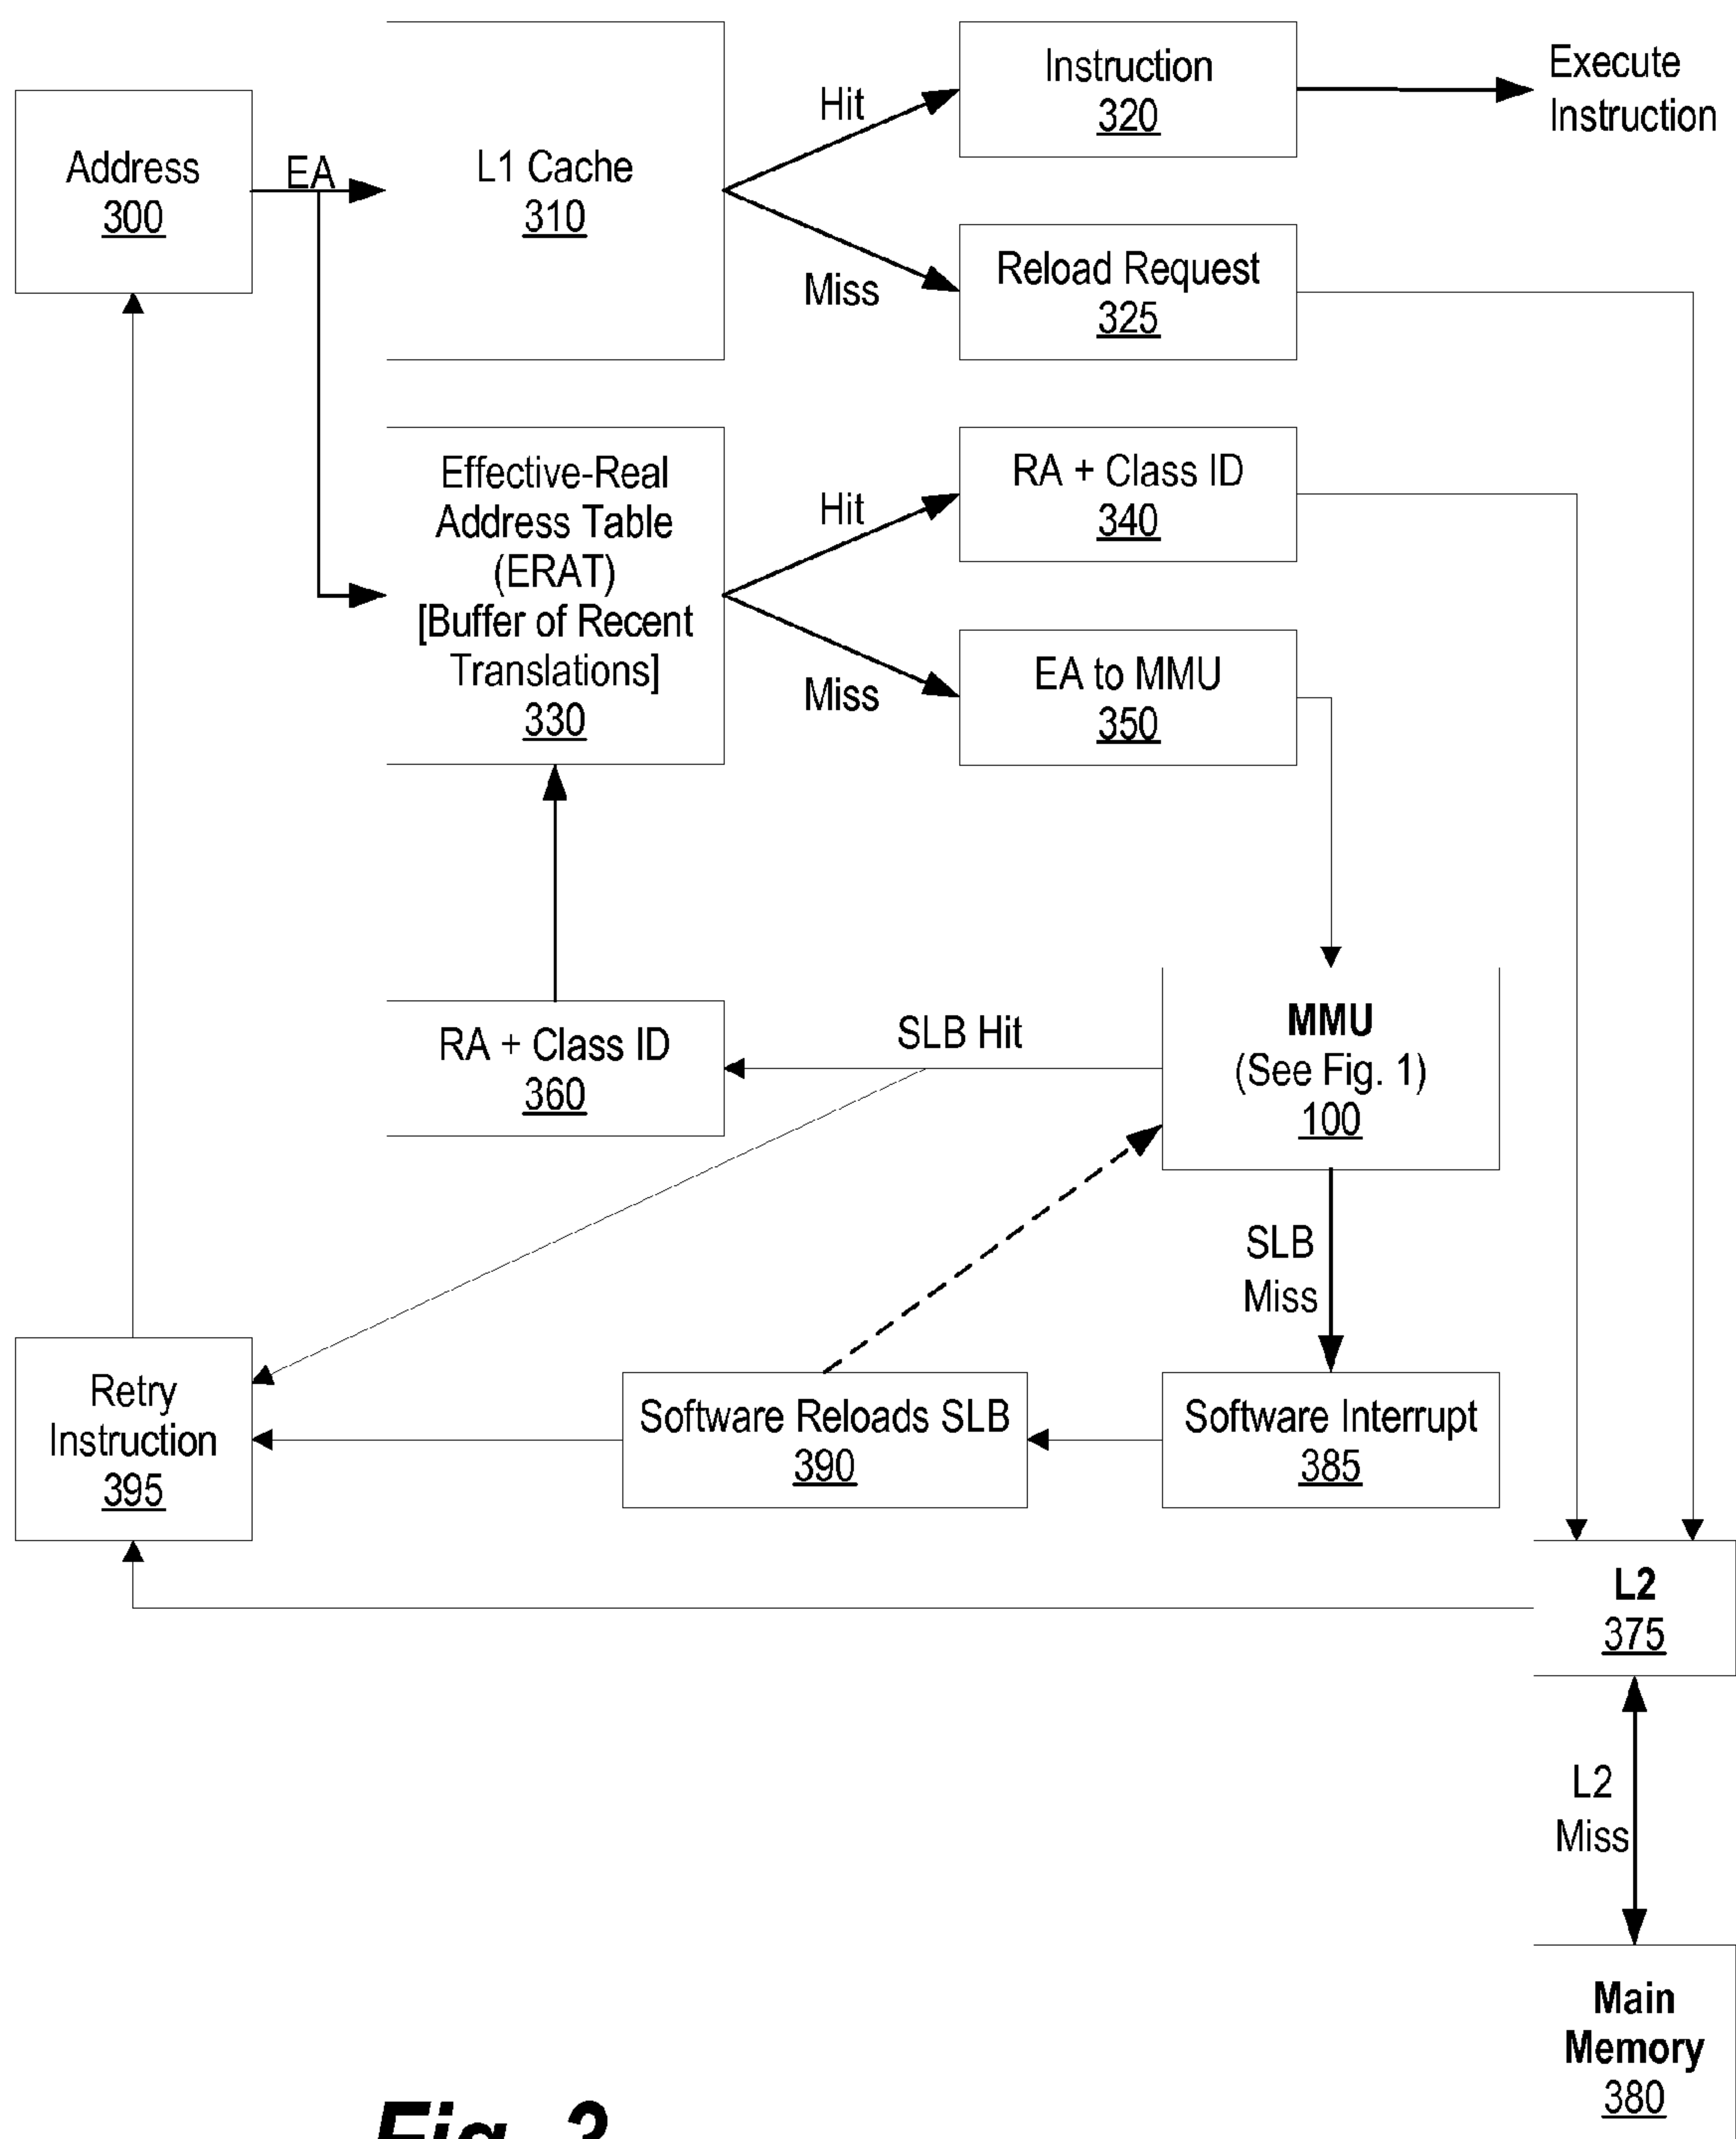 Address
300
EA
L1 Cache
310
Hit
Miss
Instruction
320
Execute
Instruction
Reload Request
325
Effective-Real
Address Table
(ERAT)
[Buffer of Recent
Translations]
330
Hit
Miss
RA + Class ID
340
EA to MMU
350
RA + Class ID
360
SLB Hit
MMU
(See Fig. 1)
100
SLB
Miss
Retry
Instruction
395
Software Reloads SLB
390
Software Interrupt
385
L2
375
L2
Miss
Main
Memory
380
Fig. 3